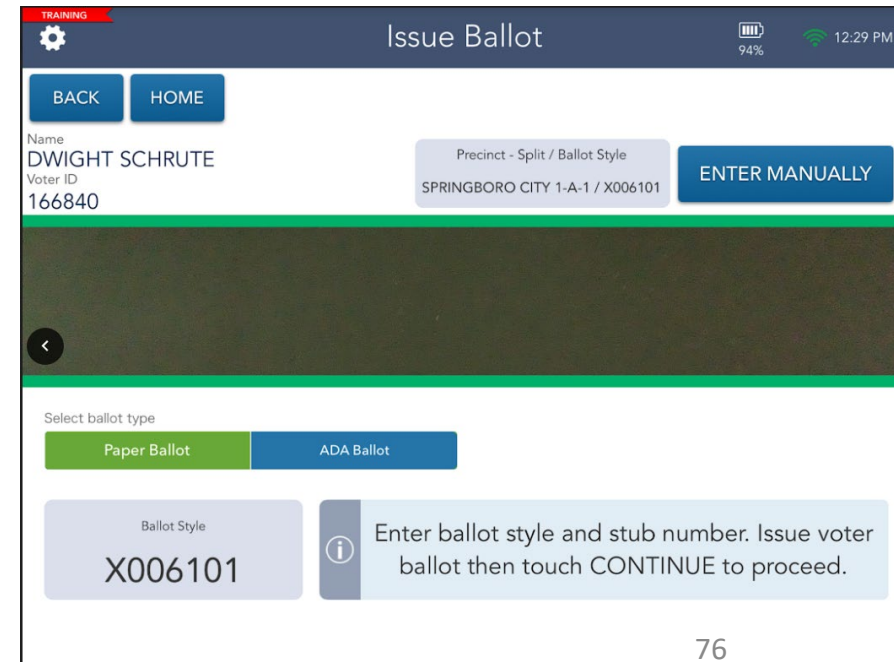 TRAINING
Issue Ballot
94%
12:29 PM
BACK
HOME
Name
DWIGHT SCHRUTE
Voter ID
166840
Precinct - Split / Ballot Style
SPRINGBORO CITY 1-A-1 / X006101
ENTER MANUALLY
Select ballot type
Paper Ballot
ADA Ballot
Ballot Style
X006101
Enter ballot style and stub number. Issue voter
ballot then touch CONTINUE to proceed.
76